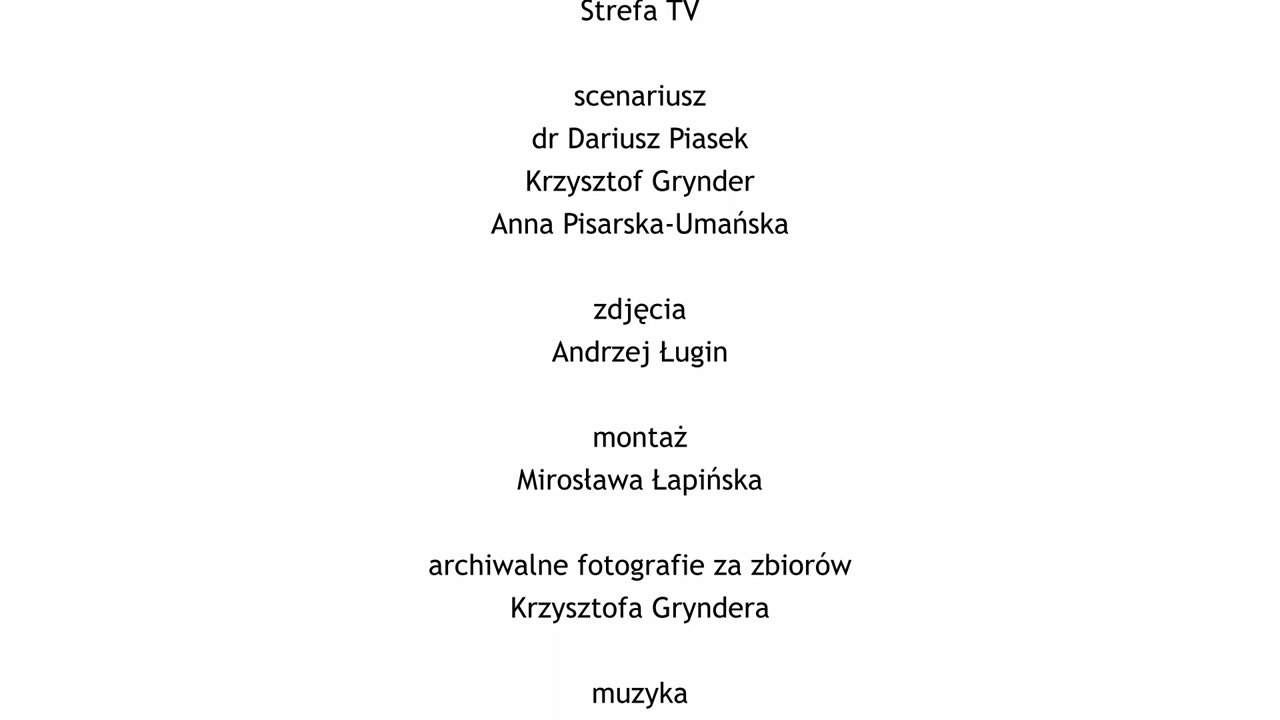 Strefa TV
scenariusz
dr Dariusz Piasek
Krzysztof Grynder
Anna Pisarska-Umańska
zdjęcia
Andrzej Ługin
montaż
Mirosława Łapińska
archiwalne fotografie za zbiorów
Krzysztofa Gryndera
muzyka